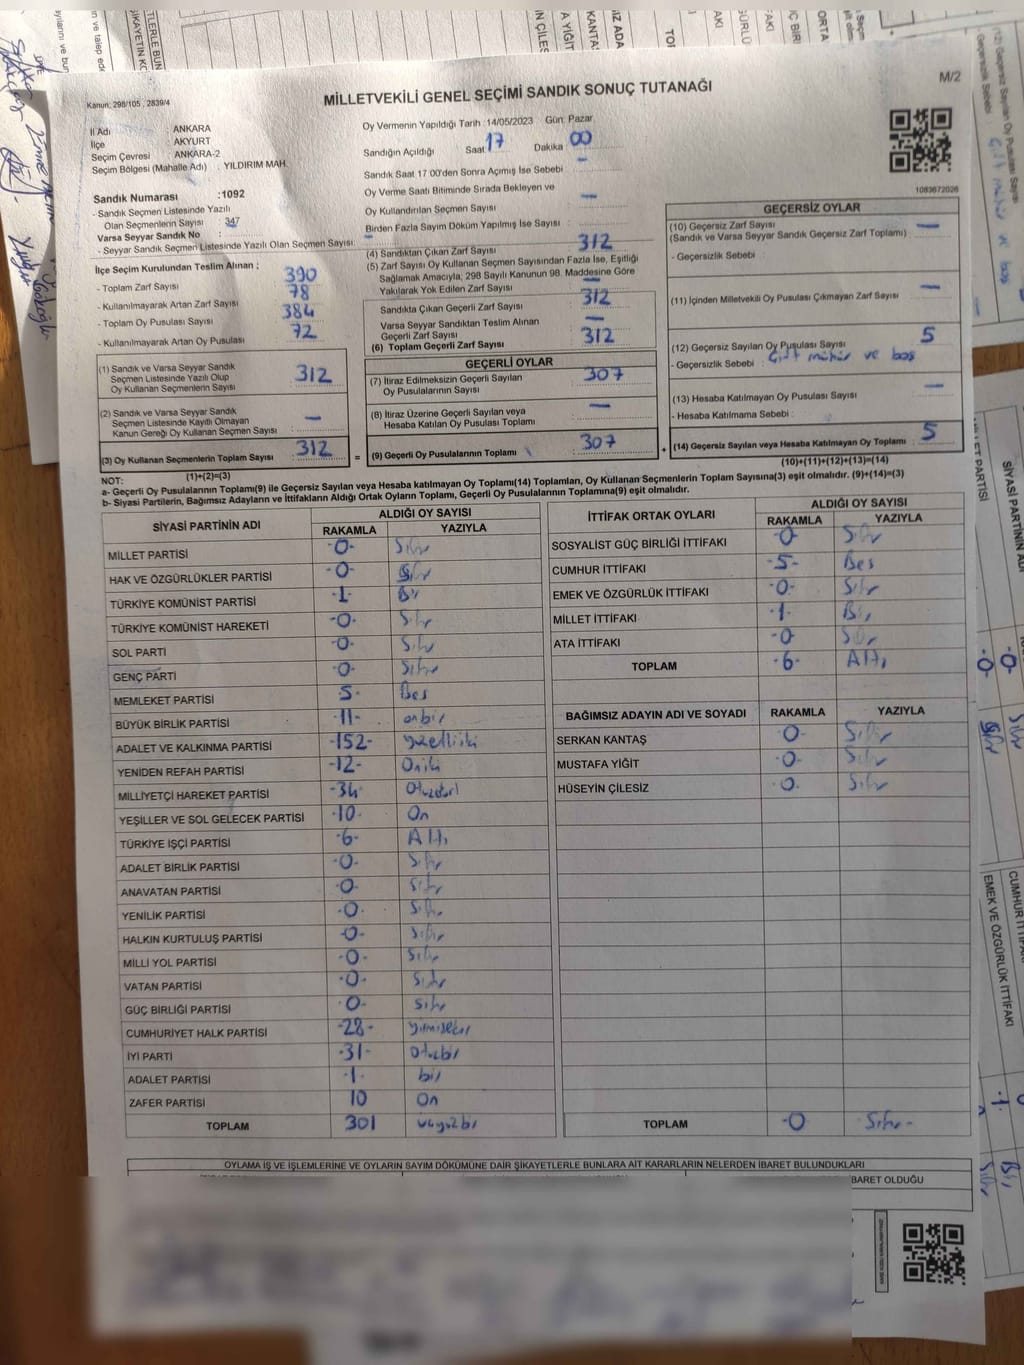 M/2
Kanun: 298/105 , 2839/4
MİLLETVEKİLİ GENEL SEÇİMİ SANDIK SONUÇ TUTANAĞI
İl Adı : ANKARA
İlçe : AKYURT
Seçim Çevresi : ANKARA-2
Seçim Bölgesi (Mahalle Adı) YILDIRIM MAH.
Oy Vermenin Yapıldığı Tarih :14/05/2023 Gün: Pazar
Sandığın Açıldığı Saat 17 Dakika 00
Sandık Saat 17:00'den Sonra Açımış İse Sebebi -
Oy Verme Saati Bitiminde Sırada Bekleyen ve
Oy Kullandırılan Seçmen Sayısı -
Birden Fazla Sayım Döküm Yapılmış İse Sayısı : -
1083672026
Sandık Numarası :1092
- Sandık Seçmen Listesinde Yazılı
Olan Seçmenlerin Sayısı 347
Varsa Seyyar Sandık No : -
- Seyyar Sandık Seçmen Listesinde Yazılı Olan Seçmen Sayısı:
İlçe Seçim Kurulundan Teslim Alınan ;
- Toplam Zarf Sayısı 390
- Kullanılmayarak Artan Zarf Sayısı 78
- Toplam Oy Pusulası Sayısı 384
- Kullanılmayarak Artan Oy Pusulası 72
(1) Sandık ve Varsa Seyyar Sandık
Seçmen Listesinde Yazılı Olup
Oy Kullanan Seçmenlerin Sayısı 312
(2) Sandık ve Varsa Seyyar Sandık
Seçmen Listesinde Kayıtlı Olmayan
Kanun Gereği Oy Kullanan Seçmen Sayısı -
(3) Oy Kullanan Seçmenlerin Toplam Sayısı 312
(1)+(2)=(3)
(4) Sandıktan Çıkan Zarf Sayısı 312
(5) Zarf Sayısı Oy Kullanan Seçmen Sayısından Fazla İse, Eşitliği
Sağlamak Amacıyla; 298 Sayılı Kanunun 98. Maddesine Göre
Yakılarak Yok Edilen Zarf Sayısı -
Sandıkta Çıkan Geçerli Zarf Sayısı 312
Varsa Seyyar Sandıktan Teslim Alınan
Geçerli Zarf Sayısı -
(6) Toplam Geçerli Zarf Sayısı 312
GEÇERLİ OYLAR
(7) İtiraz Edilmeksizin Geçerli Sayılan
Oy Pusulalarının Sayısı 307
(8) İtiraz Üzerine Geçerli Sayılan veya
Hesaba Katılan Oy Pusulası Toplamı -
= (9) Geçerli Oy Pusulalarının Toplamı 307
GEÇERSİZ OYLAR
(10) Geçersiz Zarf Sayısı
(Sandık ve Varsa Seyyar Sandık Geçersiz Zarf Toplamı) -
- Geçersizlik Sebebi :
(11) İçinden Milletvekili Oy Pusulası Çıkmayan Zarf Sayısı -
(12) Geçersiz Sayılan Oy Pusulası Sayısı 5
- Geçersizlik Sebebi : Çift mühür ve boş
(13) Hesaba Katılmayan Oy Pusulası Sayısı -
- Hesaba Katılmama Sebebi :
+ (14) Geçersiz Sayılan veya Hesaba Katılmayan Oy Toplamı 5
(10)+(11)+(12)+(13)=(14)
NOT:
a- Geçerli Oy Pusulalarının Toplamı(9) ile Geçersiz Sayılan veya Hesaba katılmayan Oy Toplamı(14) Toplamları, Oy Kullanan Seçmenlerin Toplam Sayısına(3) eşit olmalıdır. (9)+(14)=(3)
b- Siyasi Partilerin, Bağımsız Adayların ve İttifakların Aldığı Ortak Oyların Toplamı, Geçerli Oy Pusulalarının Toplamına(9) eşit olmalıdır.
SİYASİ PARTİNİN ADI ALDIĞI OY SAYISI
RAKAMLA YAZIYLA
MİLLET PARTİSİ -0- Sıfır
HAK VE ÖZGÜRLÜKLER PARTİSİ -0- Sıfır
TÜRKİYE KOMÜNİST PARTİSİ -1- Bir
TÜRKİYE KOMÜNİST HAREKETİ -0- Sıfır
SOL PARTİ -0- Sıfır
GENÇ PARTİ -0- Sıfır
MEMLEKET PARTİSİ 5- Beş
BÜYÜK BİRLİK PARTİSİ -11- onbir
ADALET VE KALKINMA PARTİSİ -152- yüzelliiki
YENİDEN REFAH PARTİSİ -12- Oniki
MİLLİYETÇİ HAREKET PARTİSİ -34 Otuzdört
YEŞİLLER VE SOL GELECEK PARTİSİ -10- On
TÜRKİYE İŞÇİ PARTİSİ -6- Altı
ADALET BİRLİK PARTİSİ -0- Sıfır
ANAVATAN PARTİSİ -0- Sıfır
YENİLİK PARTİSİ -0- Sıfır
HALKIN KURTULUŞ PARTİSİ -0- Sıfır
MİLLİ YOL PARTİSİ -0- Sıfır
VATAN PARTİSİ -0- Sıfır
GÜÇ BİRLİĞİ PARTİSİ -0- Sıfır
CUMHURİYET HALK PARTİSİ -28- yirmisekiz
İYİ PARTİ -31- otuzbir
ADALET PARTİSİ -1- bir
ZAFER PARTİSİ 10 On
TOPLAM 301 üçyüzbir
İTTİFAK ORTAK OYLARI ALDIĞI OY SAYISI
RAKAMLA YAZIYLA
SOSYALİST GÜÇ BİRLİĞİ İTTİFAKI -0- Sıfır
CUMHUR İTTİFAKI -5- Beş
EMEK VE ÖZGÜRLÜK İTTİFAKI -0- Sıfır
MİLLET İTTİFAKI -1- Bir
ATA İTTİFAKI -0 Sıfır
TOPLAM -6- Altı
BAĞIMSIZ ADAYIN ADI VE SOYADI RAKAMLA YAZIYLA
SERKAN KANTAŞ -0- Sıfır
MUSTAFA YİĞİT -0- Sıfır
HÜSEYİN ÇİLESİZ -0- Sıfır
TOPLAM -0 -Sıfır-
OYLAMA İŞ VE İŞLEMLERİNE VE OYLARIN SAYIM DÖKÜMÜNE DAİR ŞİKAYETLERLE BUNLARA AİT KARARLARIN NELERDEN İBARET BULUNDUKLARI
BARET OLDUĞU